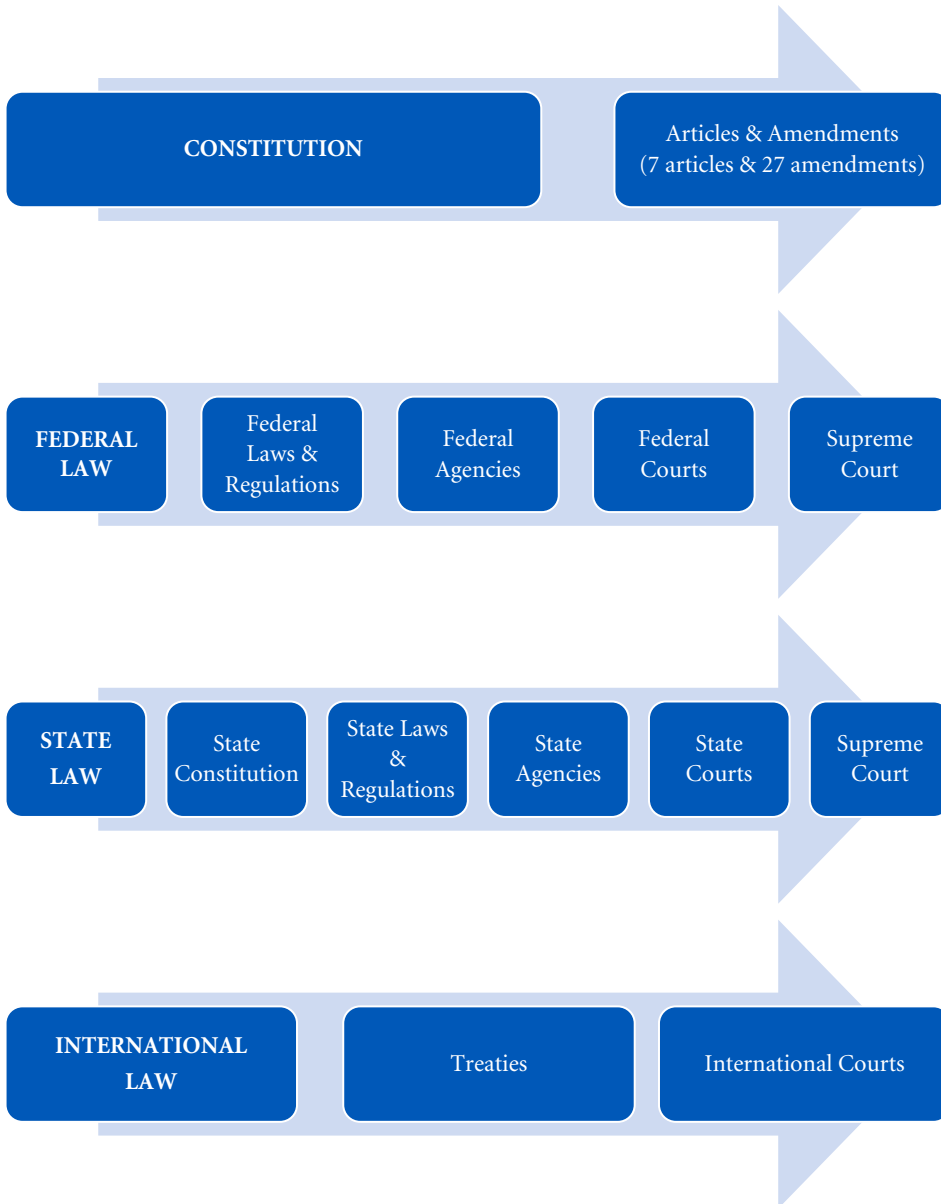 CONSTITUTION
Articles & Amendments
(7 articles & 27 amendments)
FEDERAL
LAW
Federal
Laws &
Regulations
Federal
Agencies
Federal
Courts
Supreme
Court
STATE
LAW
State
Constitution
State Laws
&
Regulations
State
Agencies
State
Courts
Supreme
Court
INTERNATIONAL
LAW
Treaties
International Courts